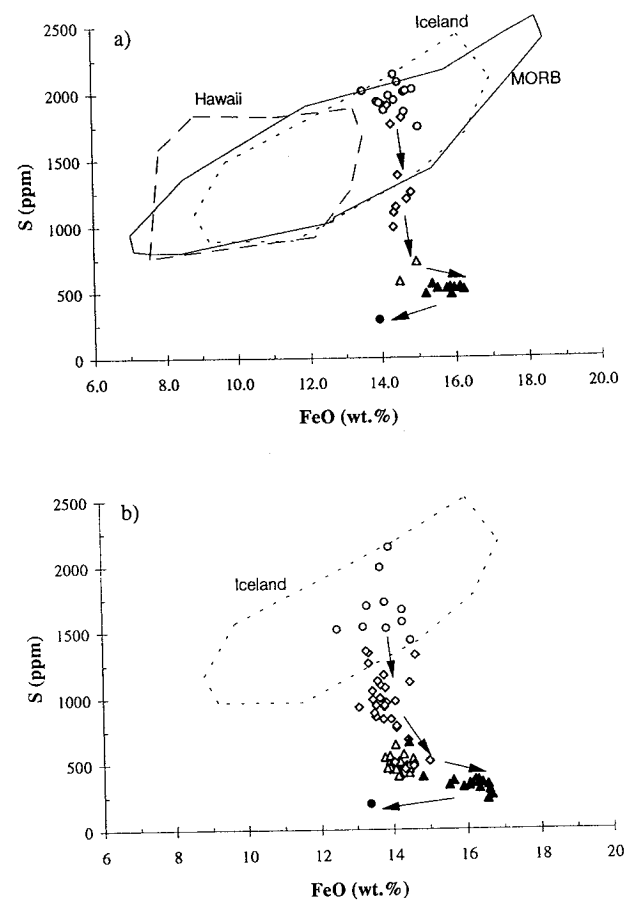 a)
Iceland
2500
2000
Hawaii
MORB
1500
S (ppm)
1000
500
0
6.0 8.0 10.0 12.0 14.0 16.0 18.0 20.0
FeO (wt.%)
b)
2500
2000
Iceland
1500
S (ppm)
1000
500
0
6 8 10 12 14 16 18 20
FeO (wt.%)